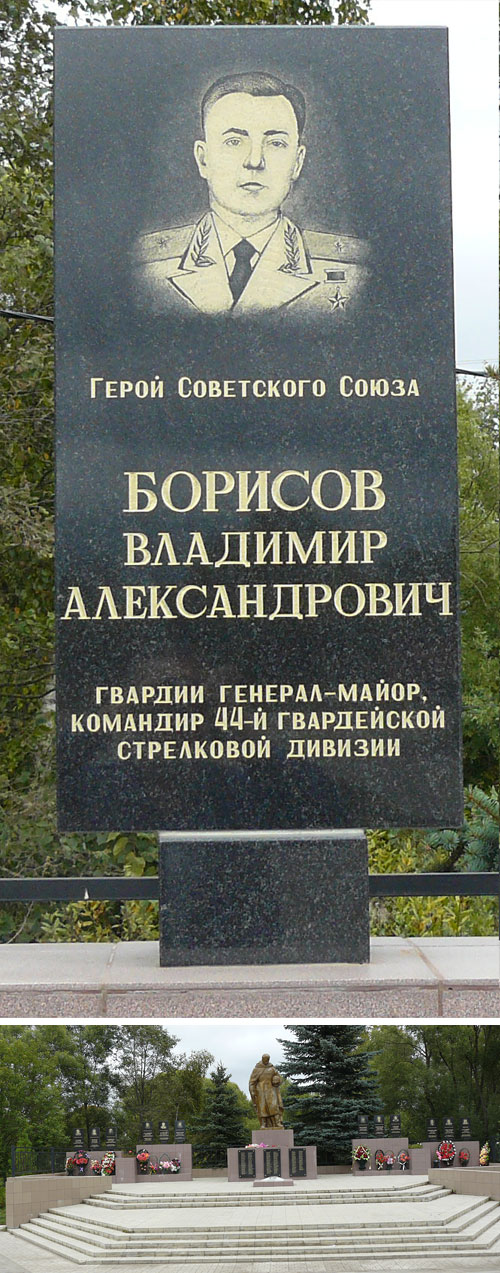 Герой Советского Союза
БОРИСОВ
ВЛАДИМИР
АЛЕКСАНДРОВИЧ
ГВАРДИИ ГЕНЕРАЛ-МАЙОР,
КОМАНДИР 44-Й ГВАРДЕЙСКОЙ
СТРЕЛКОВОЙ ДИВИЗИИ